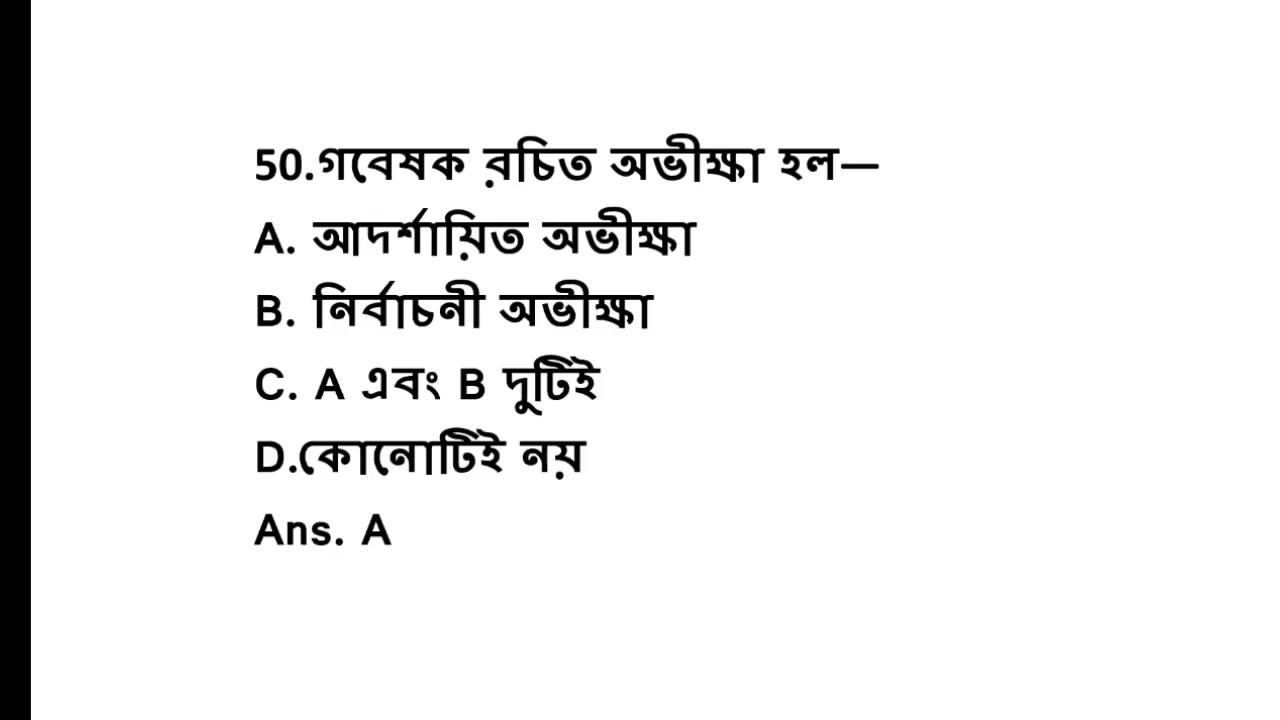 50.গবেষক রচিত অভীক্ষা হল—
A. আদর্শায়িত অভীক্ষা
B. নির্বাচনী অভীক্ষা
C. A এবং B দুটিই
D.কোনোটিই নয়
Ans. A